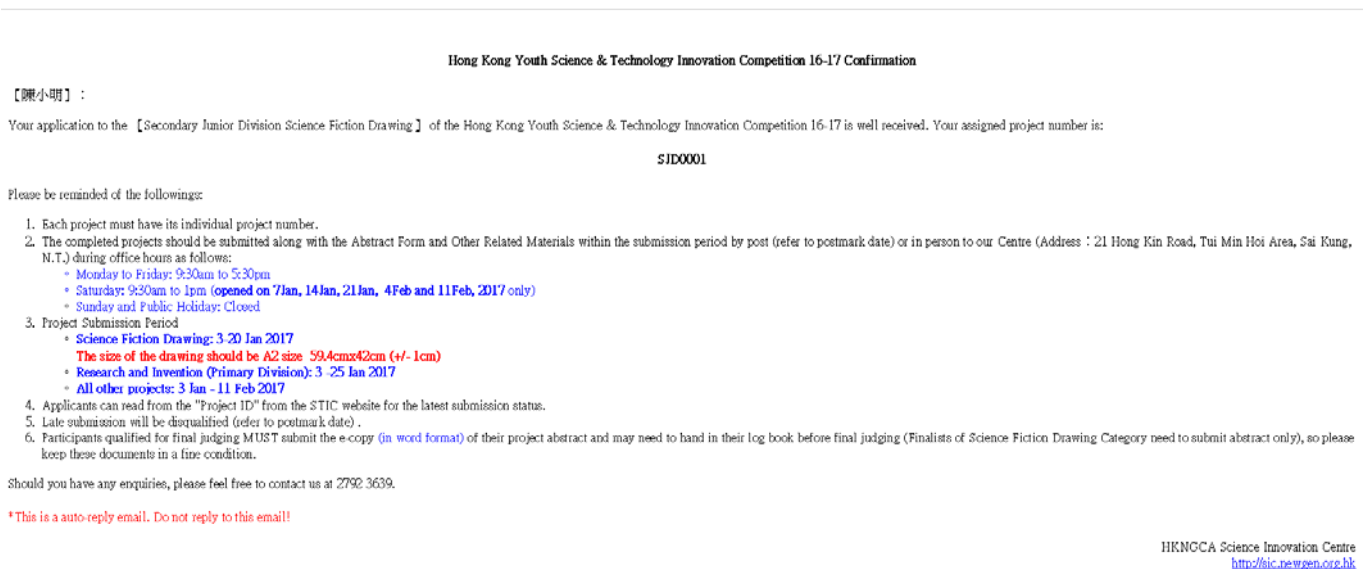 Hong Kong Youth Science & Technology Innovation Competition 16-17 Confirmation
【陳小明】：
Your application to the 【Secondary Junior Division Science Fiction Drawing】 of the Hong Kong Youth Science & Technology Innovation Competition 16-17 is well received. Your assigned project number is:
SJD0001
Please be reminded of the followings:
1. Each project must have its individual project number.
2. The completed projects should be submitted along with the Abstract Form and Other Related Materials within the submission period by post (refer to postmark date) or in person to our Centre (Address：21 Hong Kin Road, Tui Min Hoi Area, Sai Kung,
N.T.) during office hours as follows:
◦ Monday to Friday: 9:30am to 5:30pm
◦ Saturday: 9:30am to 1pm (opened on 7Jan, 14Jan, 21Jan, 4Feb and 11Feb, 2017 only)
◦ Sunday and Public Holiday: Closed
3. Project Submission Period
◦ Science Fiction Drawing: 3-20 Jan 2017
The size of the drawing should be A2 size 59.4cmx42cm (+/- 1cm)
◦ Research and Invention (Primary Division): 3 -25 Jan 2017
◦ All other projects: 3 Jan - 11 Feb 2017
4. Applicants can read from the "Project ID" from the STIC website for the latest submission status.
5. Late submission will be disqualified (refer to postmark date) .
6. Participants qualified for final judging MUST submit the e-copy (in word format) of their project abstract and may need to hand in their log book before final judging (Finalists of Science Fiction Drawing Category need to submit abstract only), so please
keep these documents in a fine condition.
Should you have any enquiries, please feel free to contact us at 2792 3639.
*This is a auto-reply email. Do not reply to this email!
HKNGCA Science Innovation Centre
http://sic.newgen.org.hk